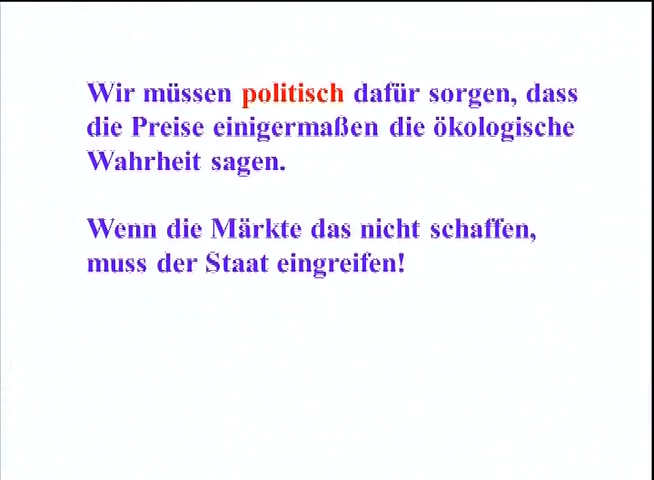 Wir müssen politisch dafür sorgen, dass
die Preise einigermaßen die ökologische
Wahrheit sagen.
Wenn die Märkte das nicht schaffen,
muss der Staat eingreifen!